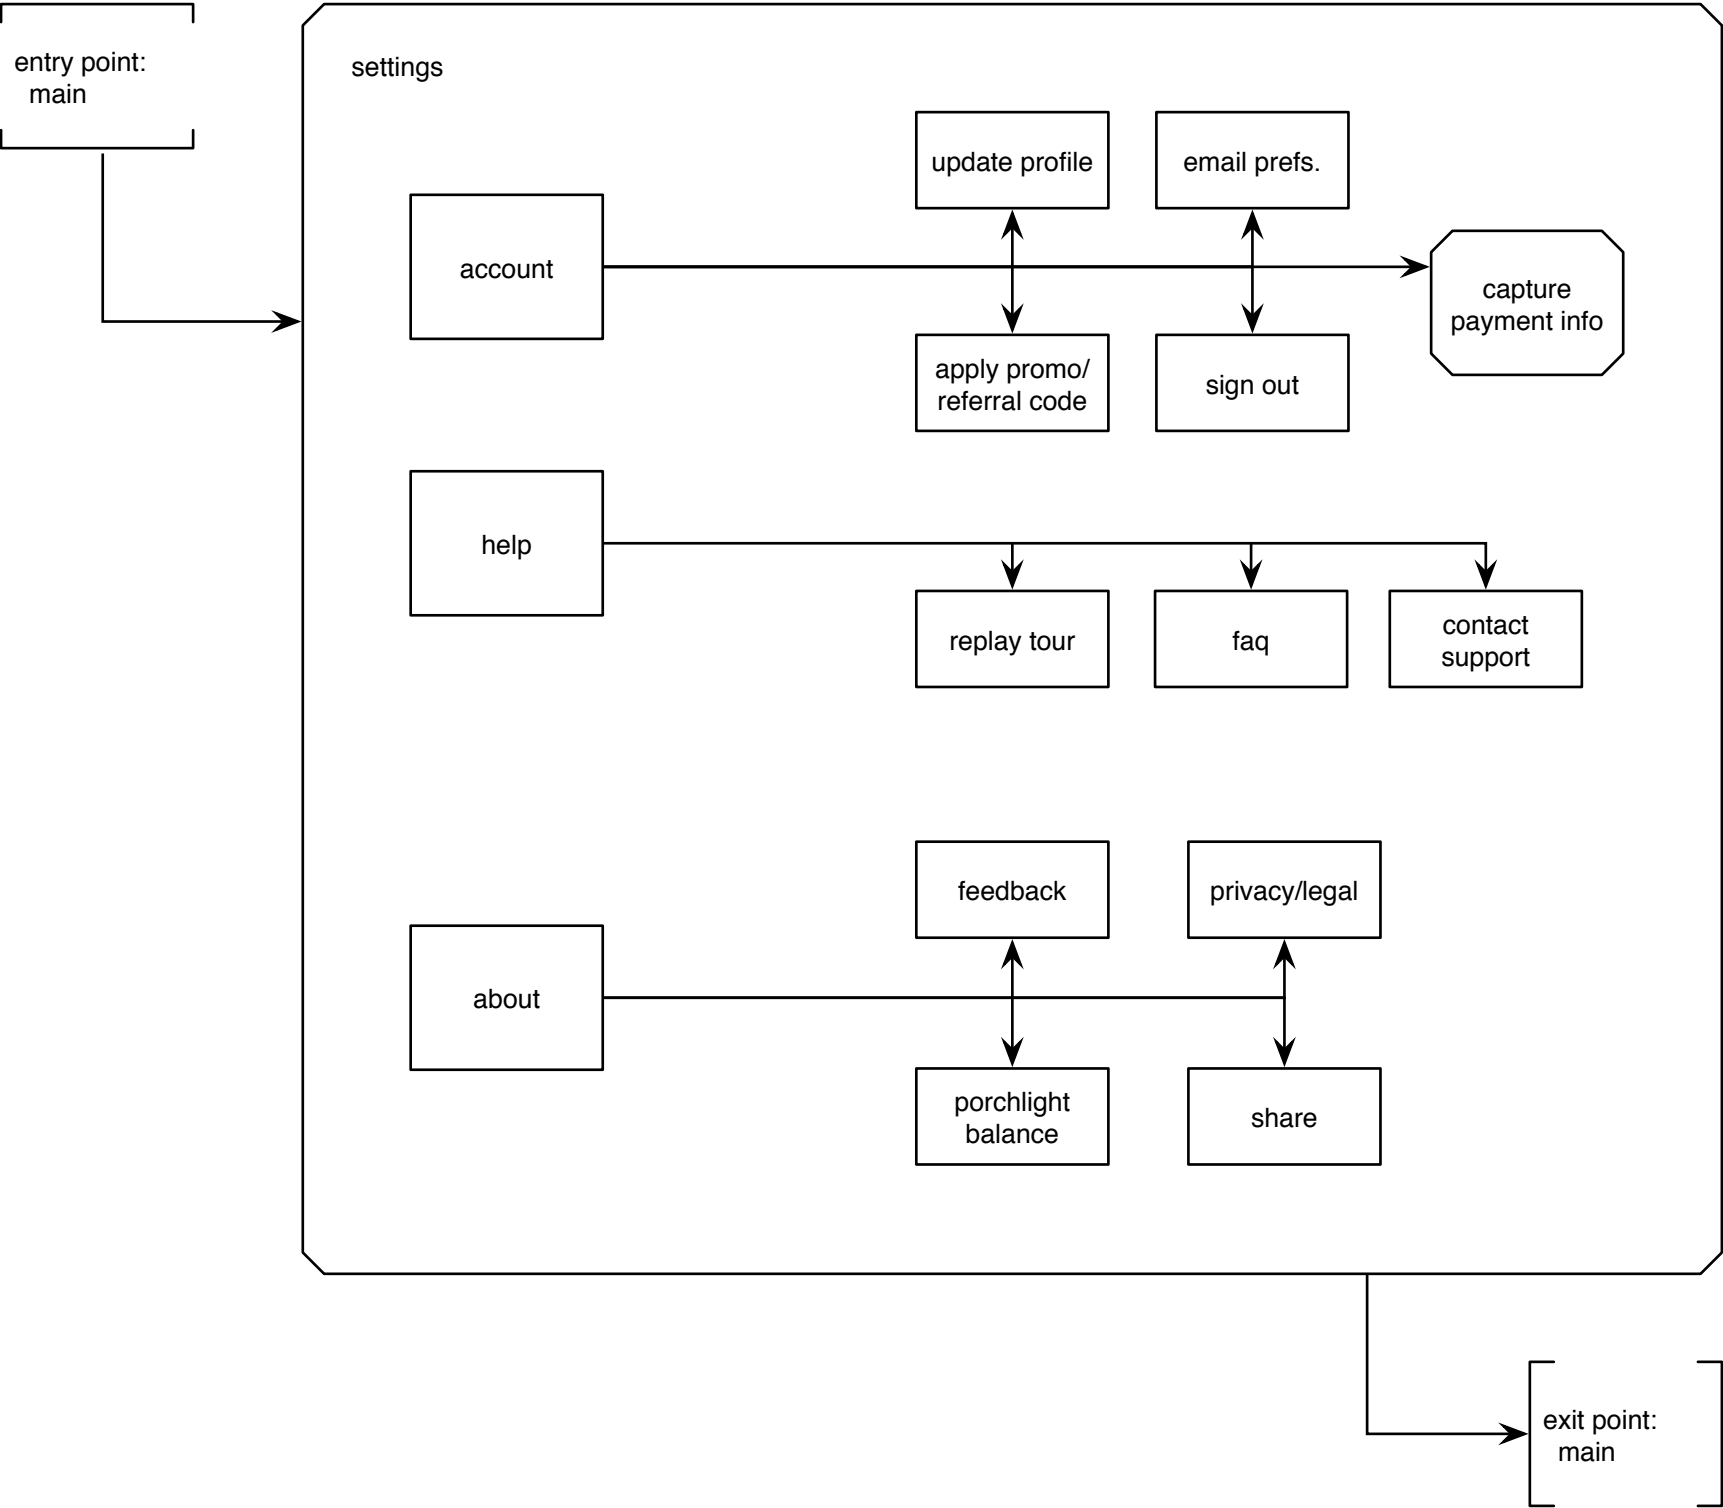 entry point:
main
settings
update profile
email prefs.
account
capture
payment info
apply promo/
referral code
sign out
help
replay tour
faq
contact
support
feedback
privacy/legal
about
porchlight
balance
share
exit point:
main